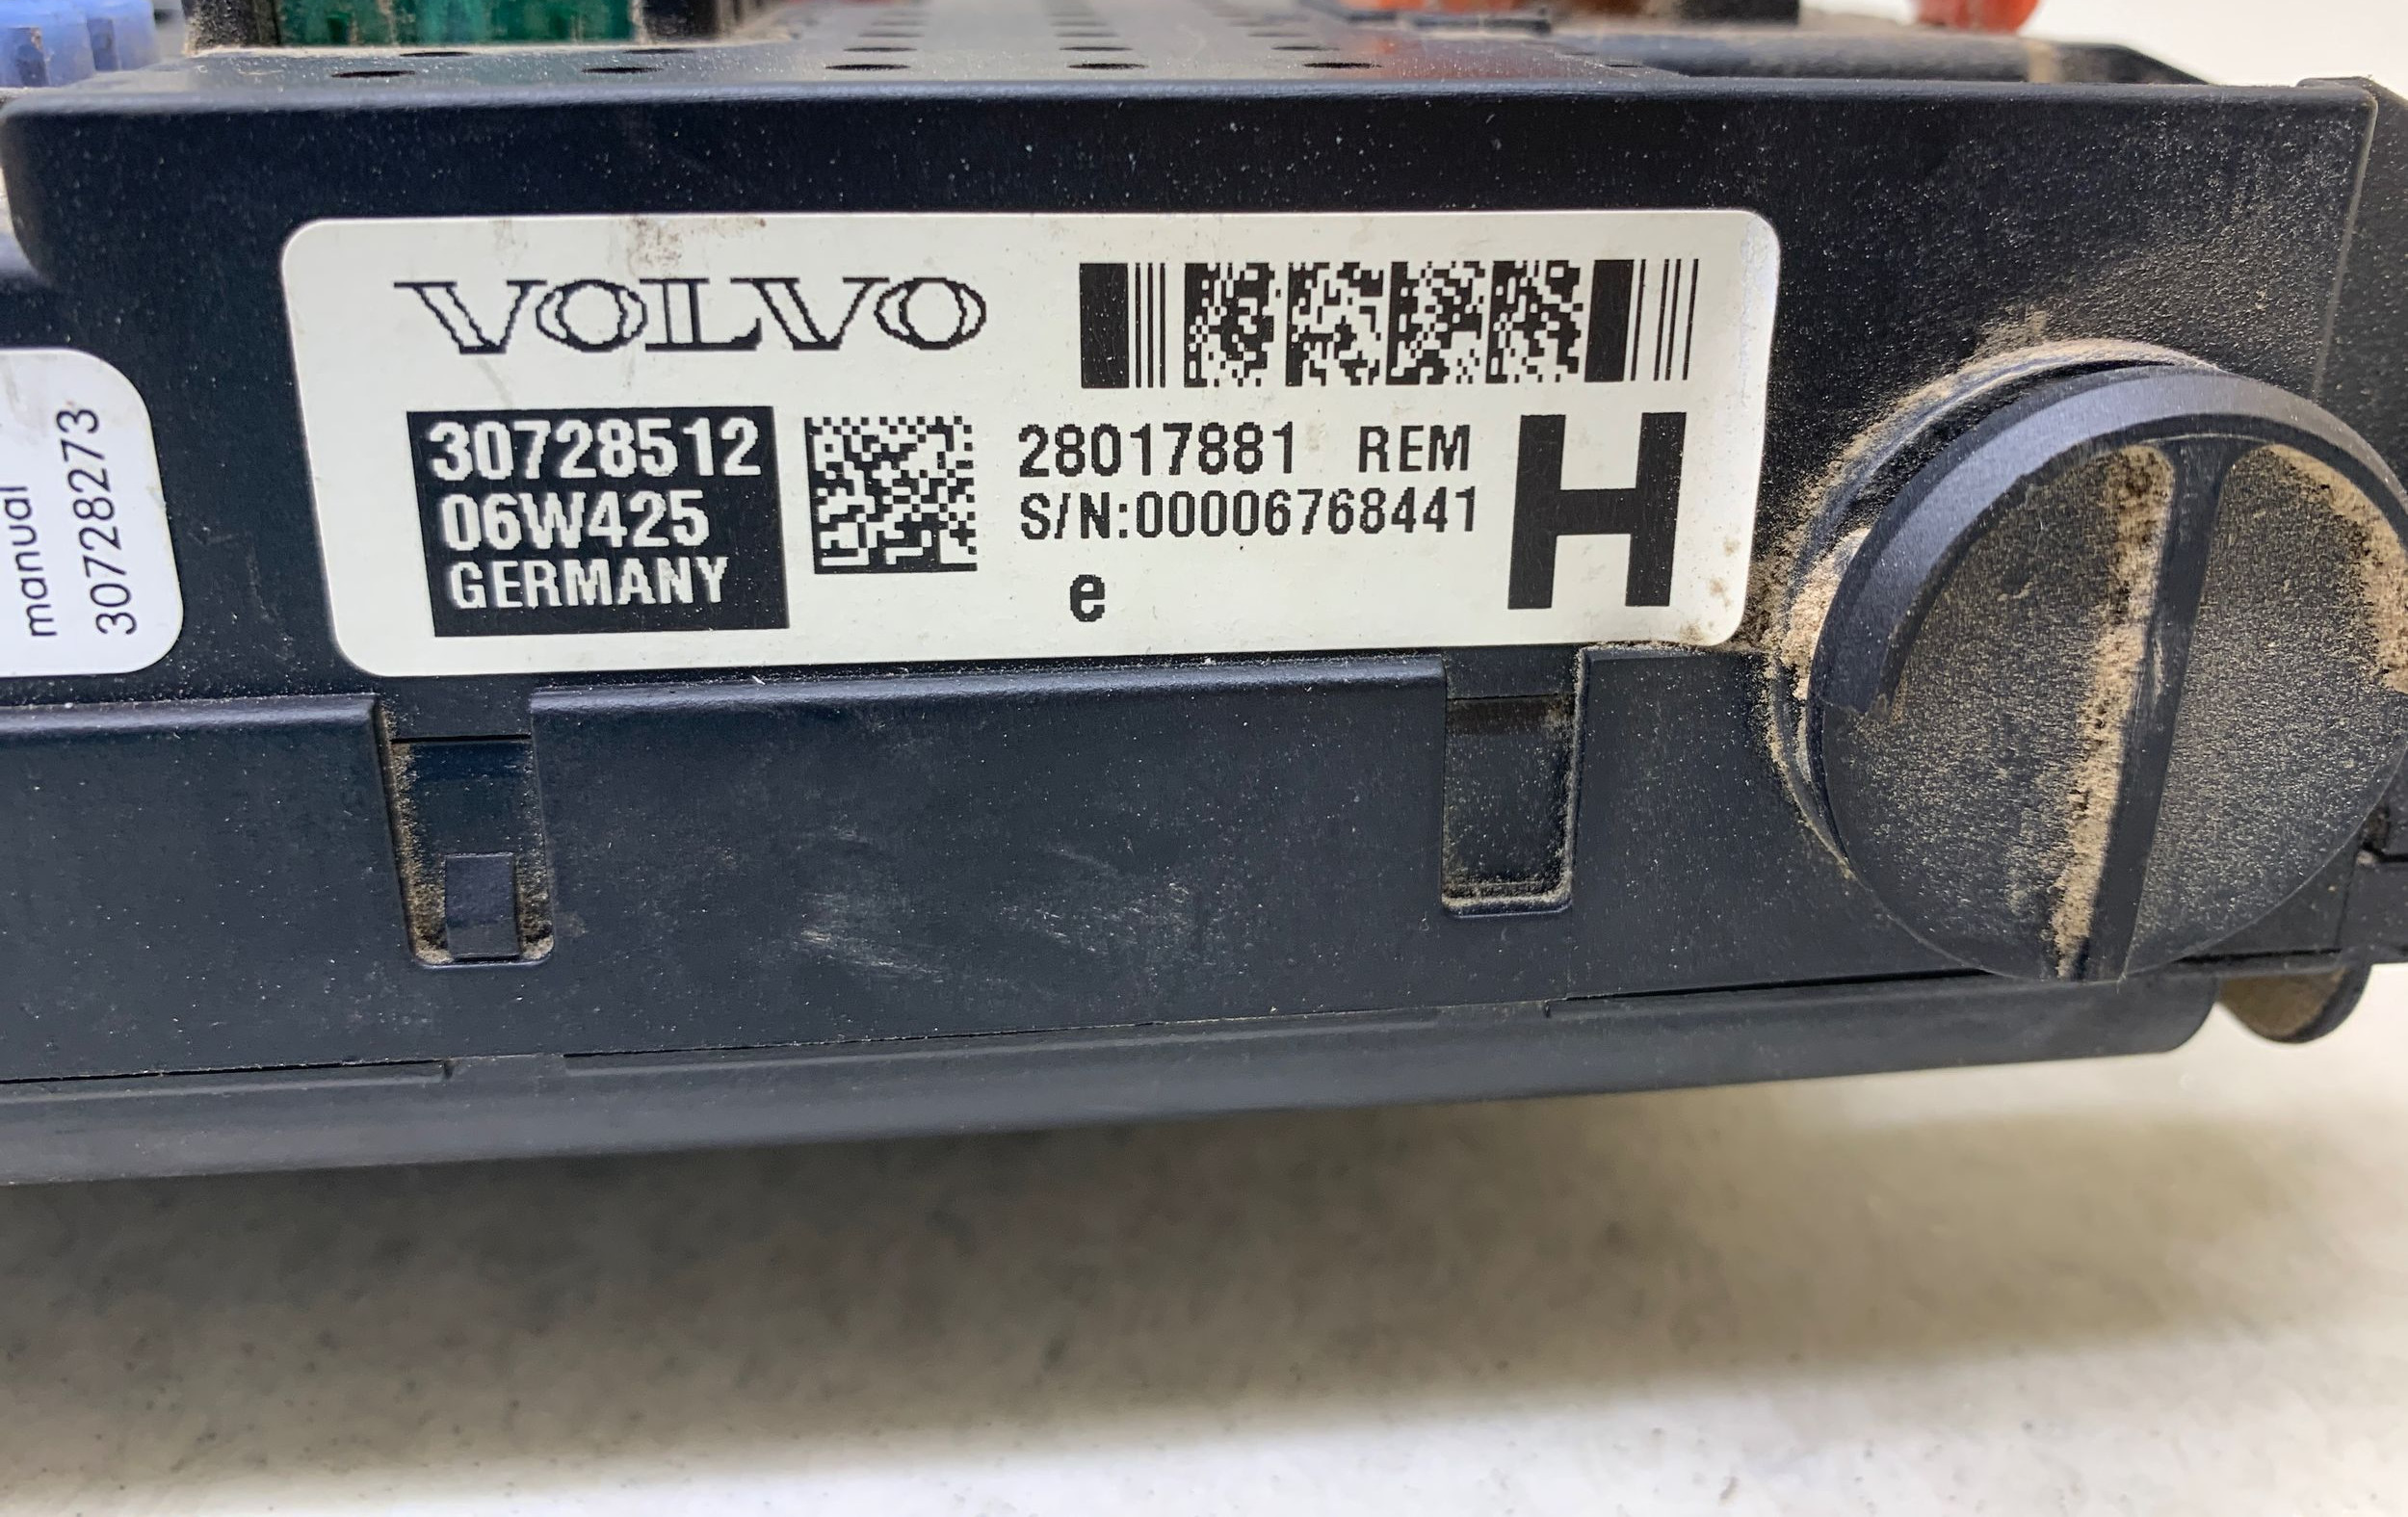 VOLVO
30728512
06W425
GERMANY
28017881 REM
S/N:00006768441
e
H
manual
30728273